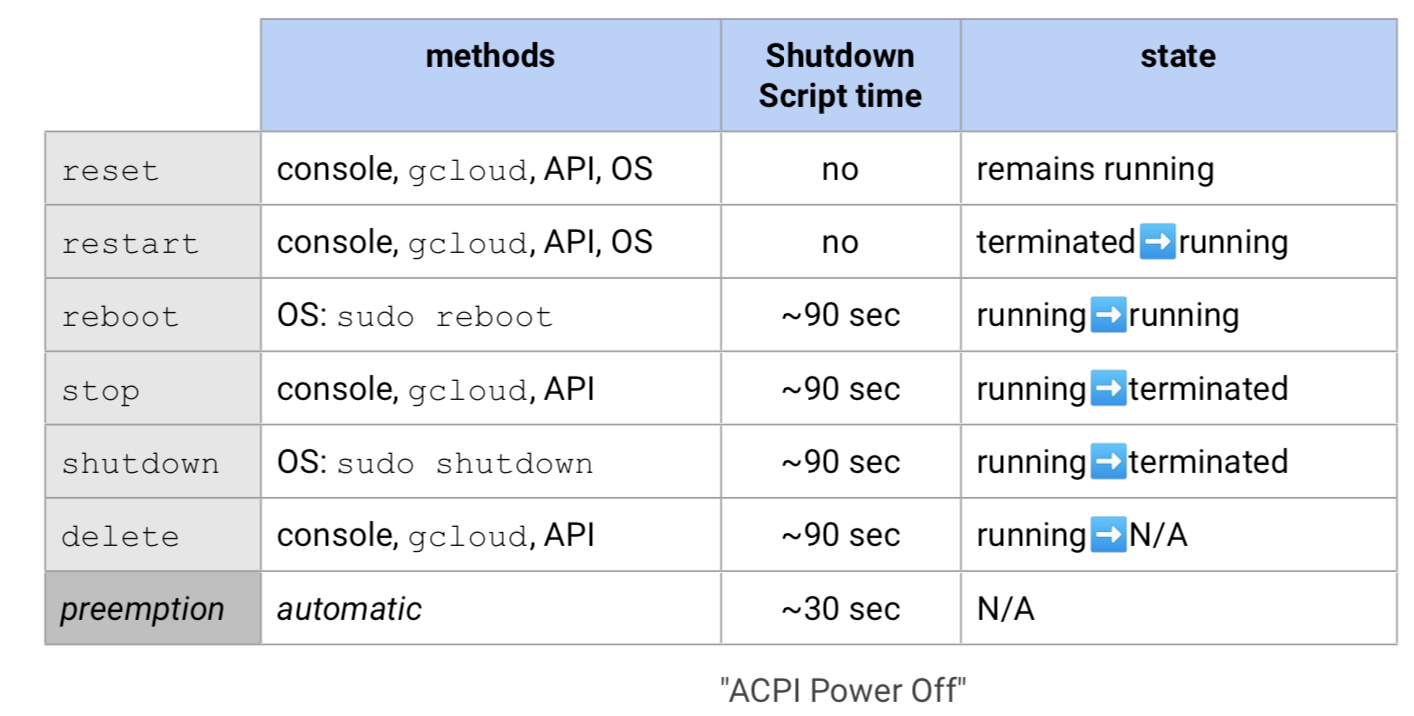 methods Shutdown Script time state
reset console, gcloud, API, OS no remains running
restart console, gcloud, API, OS no terminated➡️running
reboot OS: sudo reboot ~90 sec running➡️running
stop console, gcloud, API ~90 sec running➡️terminated
shutdown OS: sudo shutdown ~90 sec running➡️terminated
delete console, gcloud, API ~90 sec running➡️N/A
preemption automatic ~30 sec N/A
"ACPI Power Off"